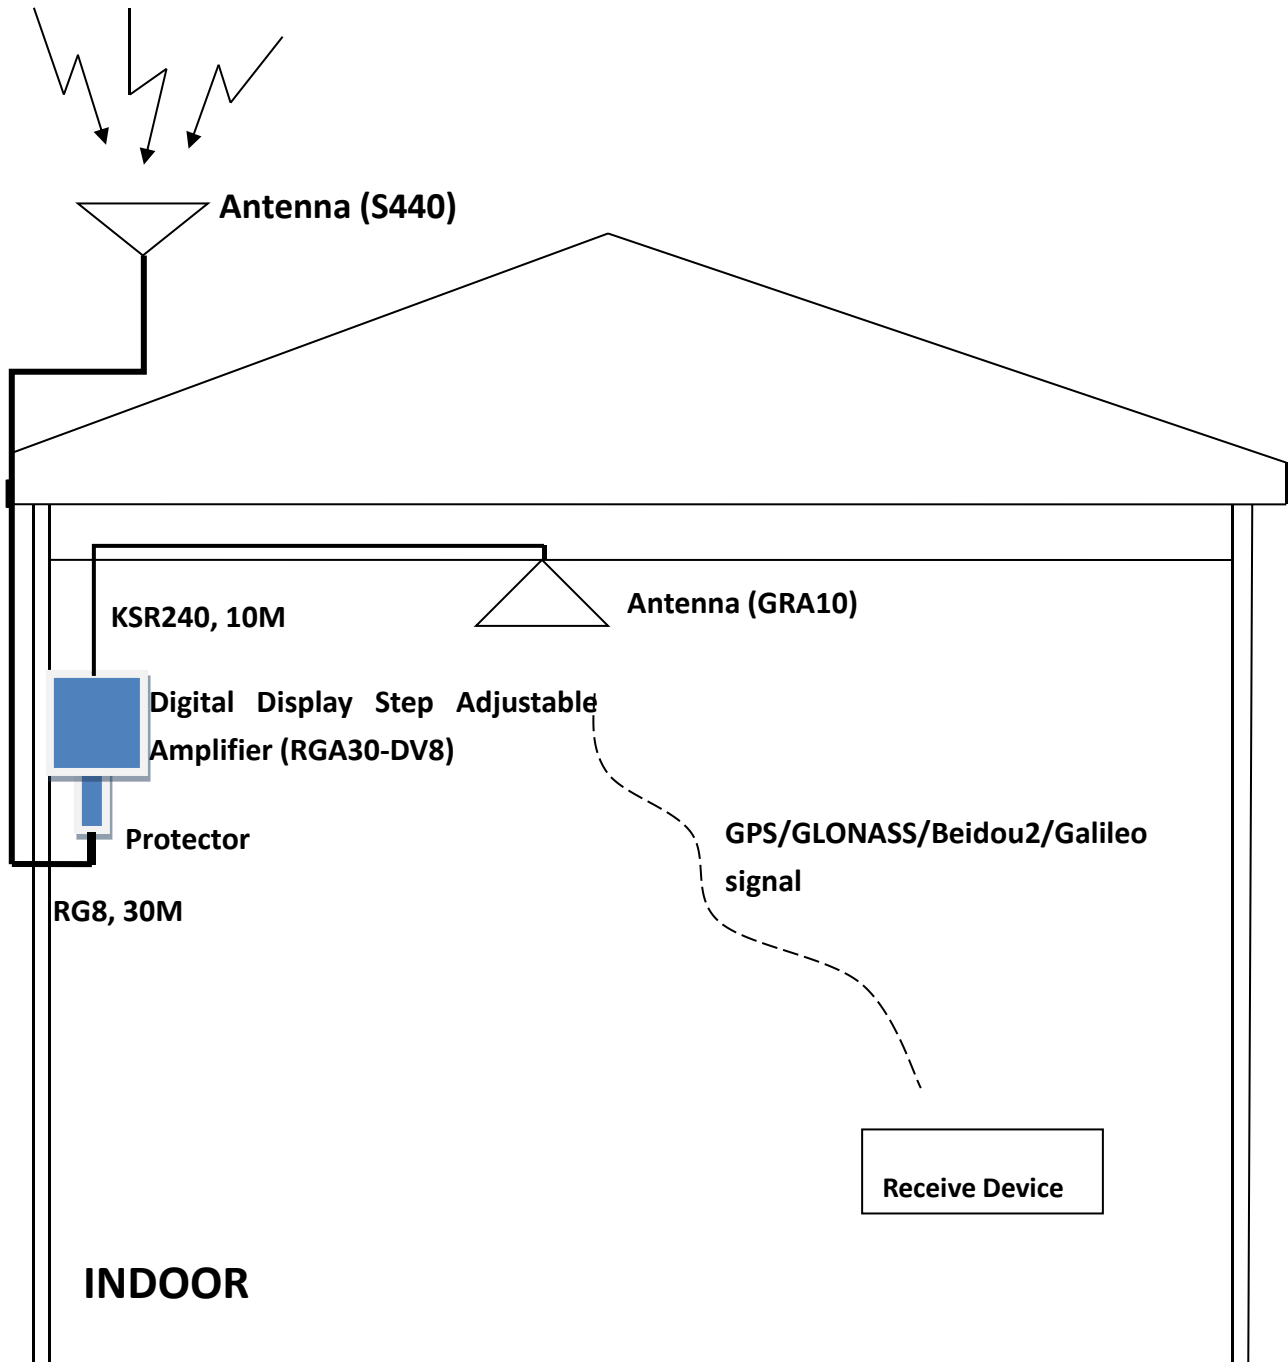 Antenna (S440)
Antenna (GRA10)
KSR240, 10M
Digital Display Step Adjustable
Amplifier (RGA30-DV8)
Protector
GPS/GLONASS/Beidou2/Galileo
signal
RG8, 30M
Receive Device
INDOOR